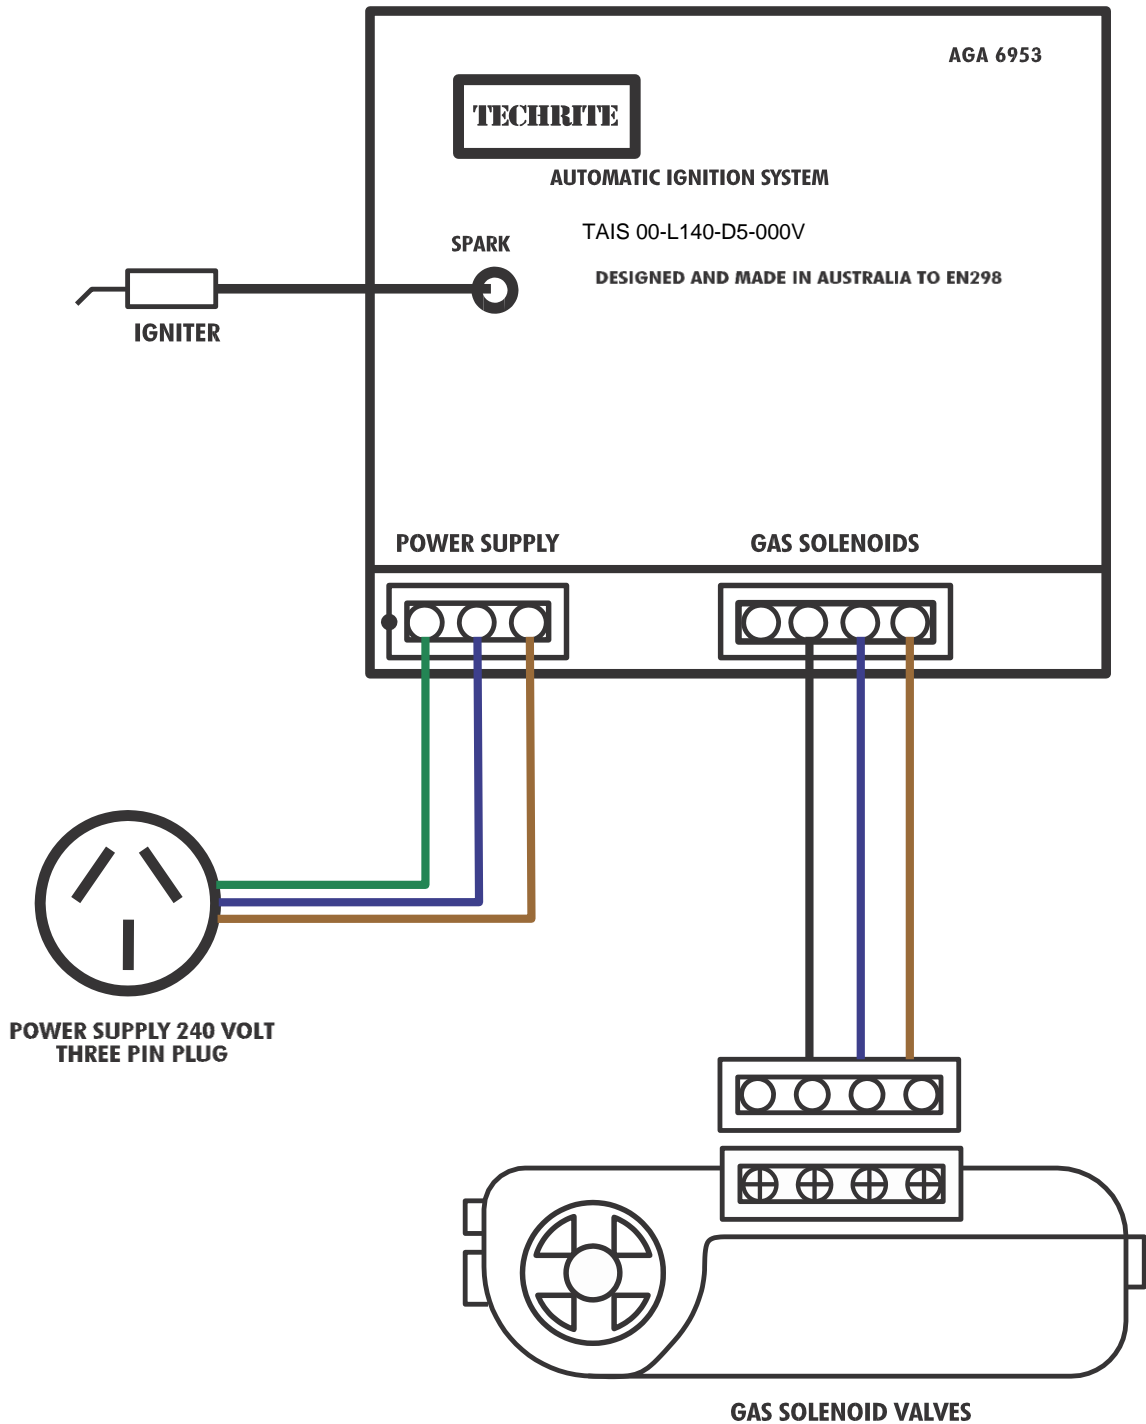 AGA 6953
TECHRITE
AUTOMATIC IGNITION SYSTEM
TAIS 00-L140-D5-000V
SPARK
DESIGNED AND MADE IN AUSTRALIA TO EN298
IGNITER
POWER SUPPLY
GAS SOLENOIDS
POWER SUPPLY 240 VOLT
THREE PIN PLUG
GAS SOLENOID VALVES